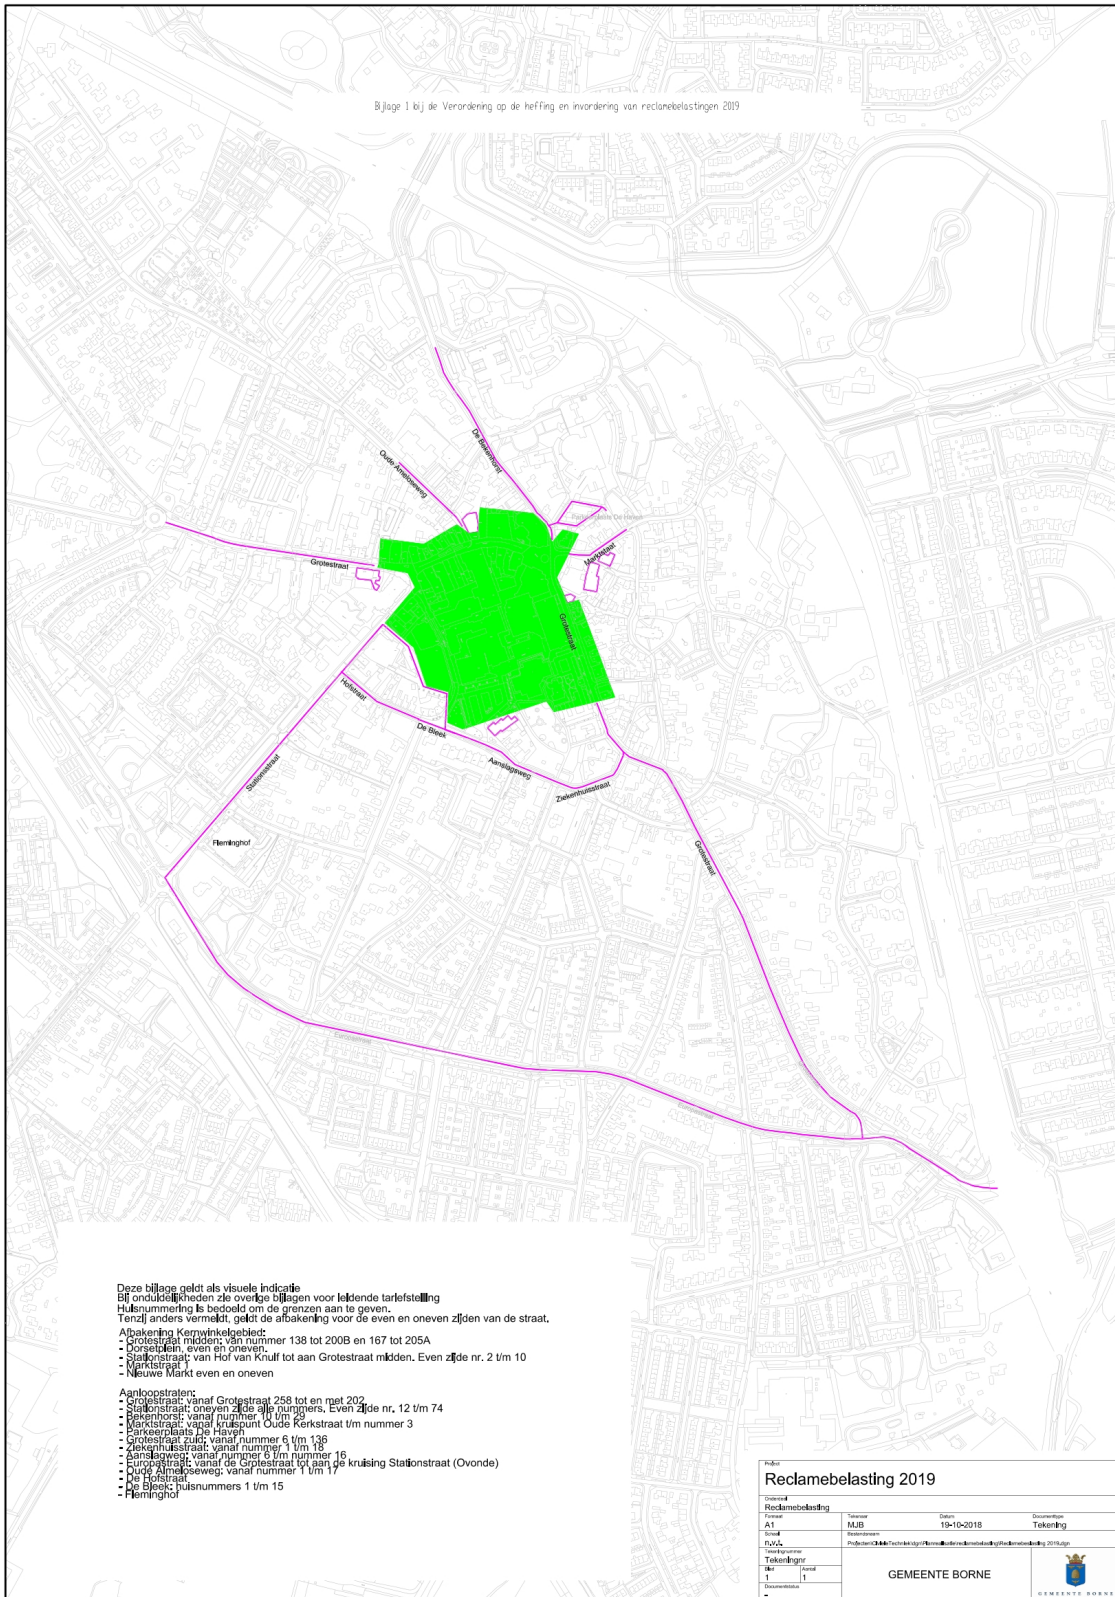 Bijlage 1 bij de Verordening op de heffing en invordering van reclamebelastingen 2019
De Bekenhorst
Oude Almeloseweg
Parkeerplaats De Haven
Marktstaat
Grotestraat
Grotestraat
Hofstraat
De Bleek
Aanslagsweg
Ziekenhuisstraat
Stationsstraat
Fleminghof
Grotestraat
Europastraat
Europastraat
Deze bijlage geldt als visuele indicatie
Bij onduidelijkheden zie overige bijlagen voor leidende tariefstelling
Huisnummering is bedoeld om de grenzen aan te geven.
Tenzij anders vermeldt, geldt de afbakening voor de even en oneven zijden van de straat.
Afbakening Kernwinkelgebied:
- Grotestraat midden: van nummer 138 tot 200B en 167 tot 205A
- Dorsetplein, even en oneven.
- Stationstraat: van Hof van Knulf tot aan Grotestraat midden. Even zijde nr. 2 t/m 10
- Marktstraat 1
- Nieuwe Markt even en oneven
Aanloopstraten:
- Grotestraat: vanaf Grotestraat 258 tot en met 202
- Stationstraat: oneven zijde alle nummers. Even zijde nr. 12 t/m 74
- Bekenhorst: vanaf nummer 10 t/m 29
- Marktstraat: vanaf kruispunt Oude Kerkstraat t/m nummer 3
- Parkeerplaats De Haven
- Grotestraat zuid: vanaf nummer 6 t/m 136
- Ziekenhuisstraat: vanaf nummer 1 t/m 18
- Aanslagweg: vanaf nummer 6 t/m nummer 16
- Europastraat: vanaf de Grotestraat tot aan de kruising Stationstraat (Ovonde)
- Oude Almeloseweg: vanaf nummer 1 t/m 17
- De Hofstraat
- De Bleek: huisnummers 1 t/m 15
- Fleminghof
Project
Reclamebelasting 2019
Onderdeel
Reclamebelasting
Formaat Tekenaar Datum Documenttype
A1 MJB 19-10-2018 Tekening
Schaal Bestandsnaam
n.v.t.
Tekeningnummer
Tekeningnr
Blad Aantal
1 1
GEMEENTE BORNE
Documentstatus
-
GEMEENTE BORNE